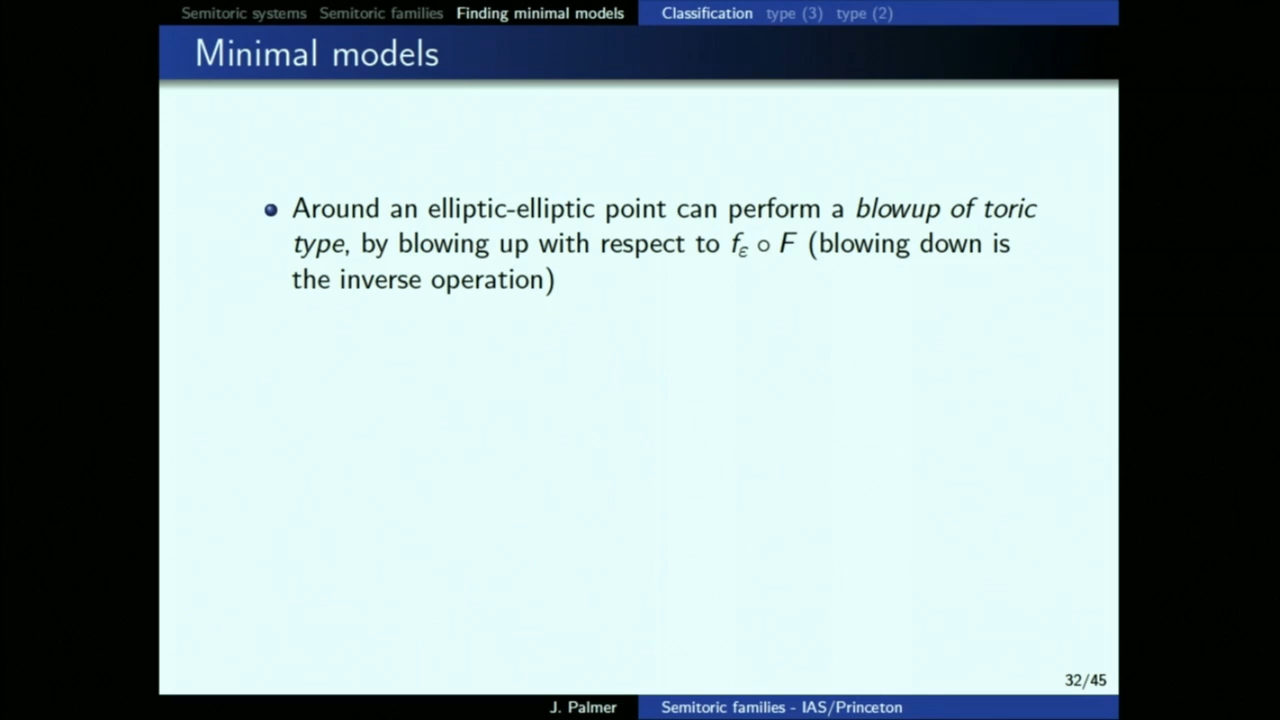 Semitoric systems Semitoric families Finding minimal models Classification type (3) type (2)
Minimal models
Around an elliptic-elliptic point can perform a blowup of toric
type, by blowing up with respect to fε ∘ F (blowing down is
the inverse operation)
32/45
J. Palmer Semitoric families - IAS/Princeton